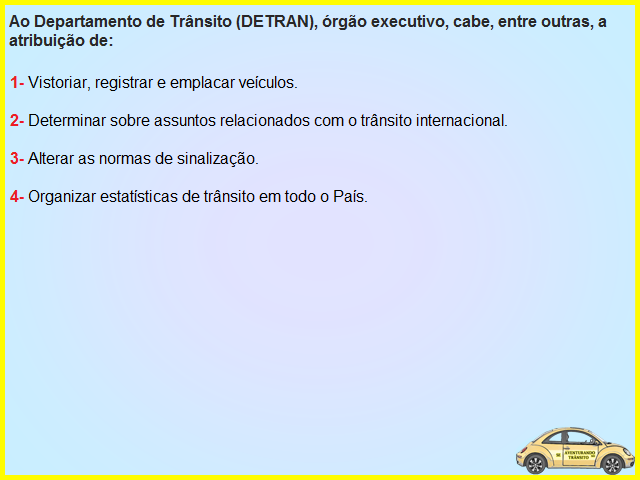 Ao Departamento de Trânsito (DETRAN), órgão executivo, cabe, entre outras, a
atribuição de:
1- Vistoriar, registrar e emplacar veículos.
2- Determinar sobre assuntos relacionados com o trânsito internacional.
3- Alterar as normas de sinalização.
4- Organizar estatísticas de trânsito em todo o País.
AVENTURANDO
TRÂNSITO